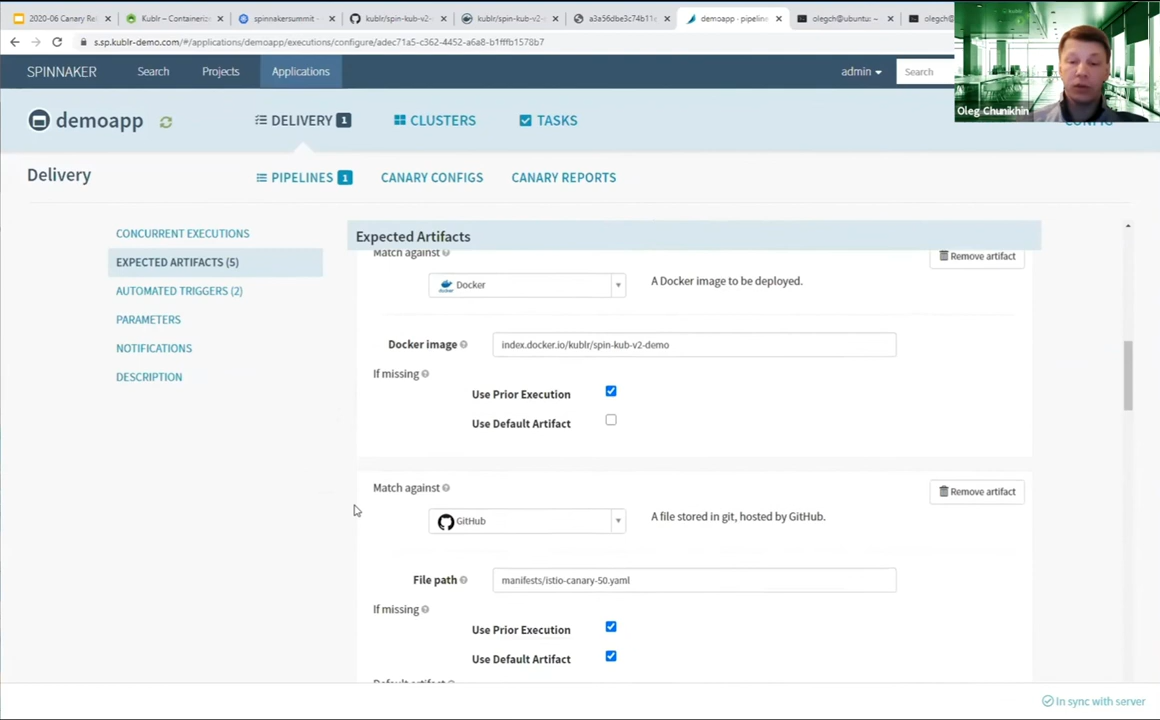 2020-06 Canary Re
Kublr – Containeriz
spinnakersummit -
kublr/spin-kub-v2-
kublr/spin-kub-v2-
a3a56dbe3c74b11
demoapp · pipeline
olegch@ubuntu: ~
olegch@
s.sp.kublr-demo.com/#/applications/demoapp/executions/configure/adec71a5-c362-4452-a6a8-b1fffb1578b7
SPINNAKER
Search
Projects
Applications
admin
Search
Oleg Chunikhin
demoapp
DELIVERY 1
CLUSTERS
TASKS
CONFIG
Delivery
PIPELINES 1
CANARY CONFIGS
CANARY REPORTS
CONCURRENT EXECUTIONS
EXPECTED ARTIFACTS (5)
AUTOMATED TRIGGERS (2)
PARAMETERS
NOTIFICATIONS
DESCRIPTION
Expected Artifacts
Match against
Remove artifact
Docker
A Docker image to be deployed.
Docker image
index.docker.io/kublr/spin-kub-v2-demo
If missing
Use Prior Execution
Use Default Artifact
Match against
Remove artifact
GitHub
A file stored in git, hosted by GitHub.
File path
manifests/istio-canary-50.yaml
If missing
Use Prior Execution
Use Default Artifact
Default artifact
In sync with server